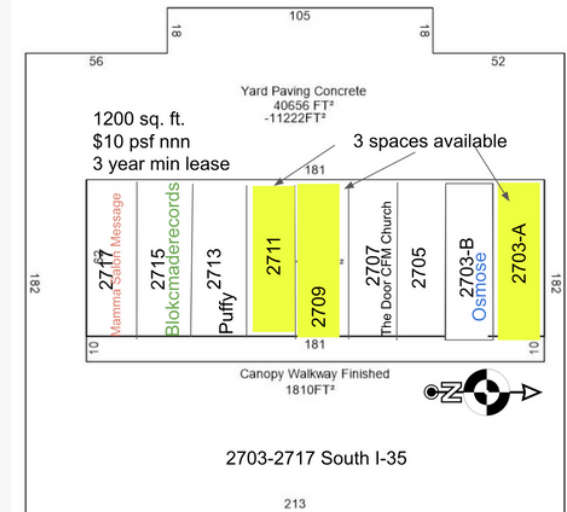 105
18
18
56
52
Yard Paving Concrete
40656 FT²
-11222FT²
1200 sq. ft.
$10 psf nnn
3 year min lease
3 spaces available
181
2717
62
Mamma Salon Message
2715
Blokcmaderecords
2713
Puffy
2711
2709
2707
The Door CFM Church
2705
2703-B
Osmose
2703-A
182
182
10
181
10
Canopy Walkway Finished
1810FT²
N
2703-2717 South I-35
213